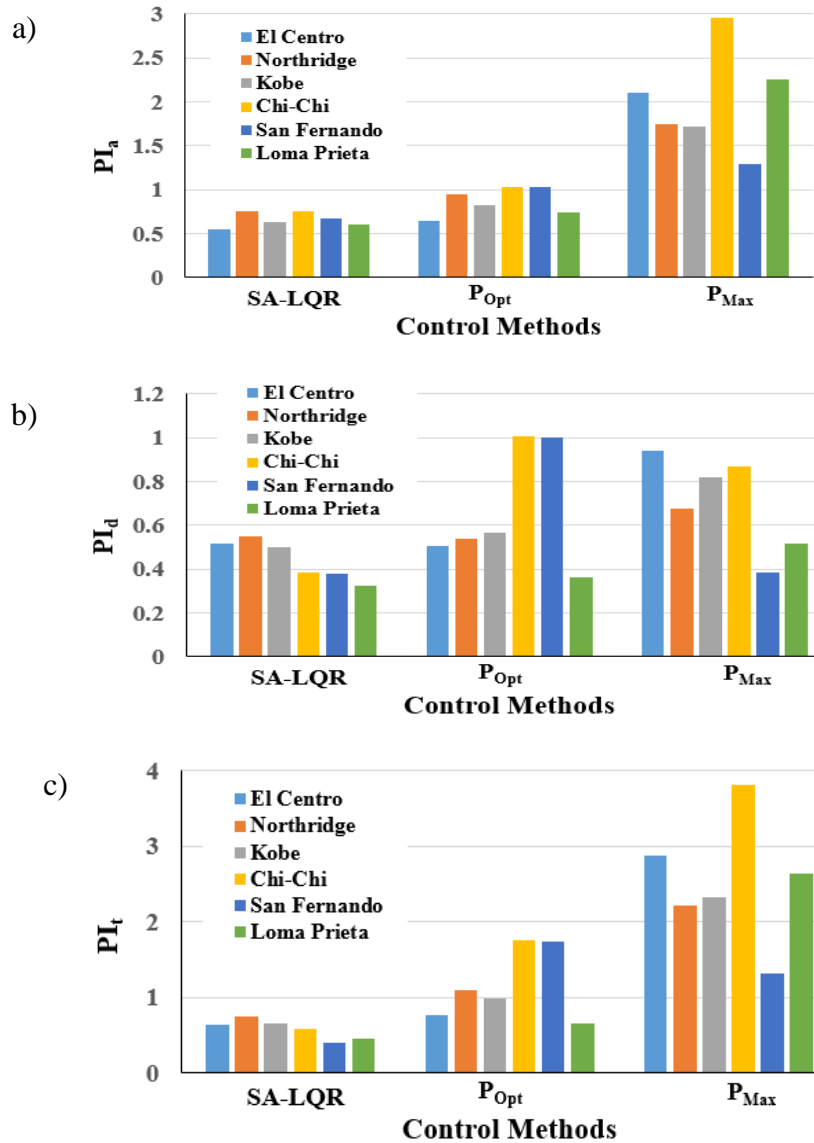 a)
PIa
3
2.5
2
1.5
1
0.5
0
El Centro
Northridge
Kobe
Chi-Chi
San Fernando
Loma Prieta
SA-LQR POpt PMax
Control Methods
b)
PId
1.2
1
0.8
0.6
0.4
0.2
0
El Centro
Northridge
Kobe
Chi-Chi
San Fernando
Loma Prieta
SA-LQR POpt PMax
Control Methods
c)
PIt
4
3
2
1
0
El Centro
Northridge
Kobe
Chi-Chi
San Fernando
Loma Prieta
SA-LQR POpt PMax
Control Methods